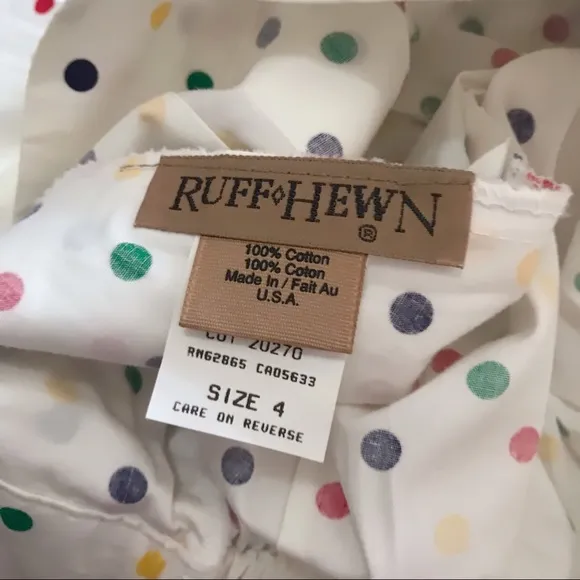 RUFF◊HEWN
®
100% Cotton
100% Coton
Made In / Fait Au
U.S.A.
CUT 20270
RN62865 CA05633
SIZE 4
CARE ON REVERSE